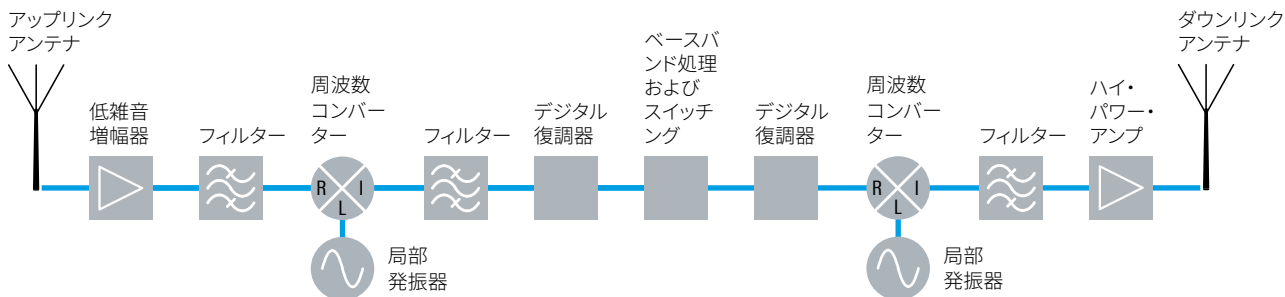 アップリンク
アンテナ
低雑音
増幅器
フィルター
周波数
コンバー
ター
R
I
L
局部
発振器
フィルター
デジタル
復調器
ベースバ
ンド処理
および
スイッチ
ング
デジタル
復調器
周波数
コンバー
ター
R
I
L
局部
発振器
フィルター
ハイ・
パワー・
アンプ
ダウンリンク
アンテナ